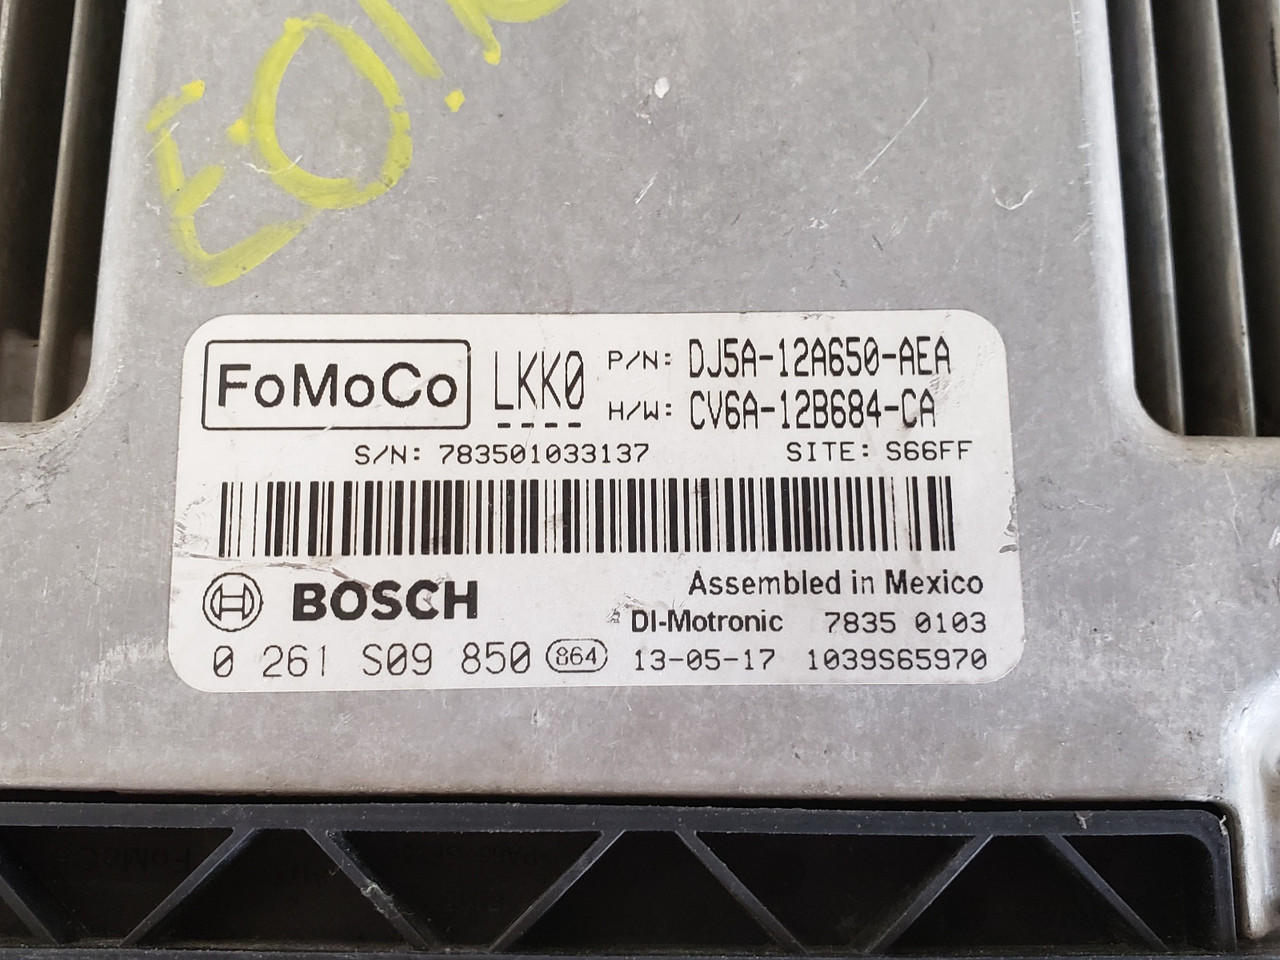 FoMoCo LKK0 P/N: DJ5A-12A650-AEA
H/W: CV6A-12B684-CA
S/N: 783501033137 SITE: S66FF
BOSCH Assembled in Mexico
DI-Motronic 7835 0103
0 261 S09 850 864 13-05-17 1039S65970